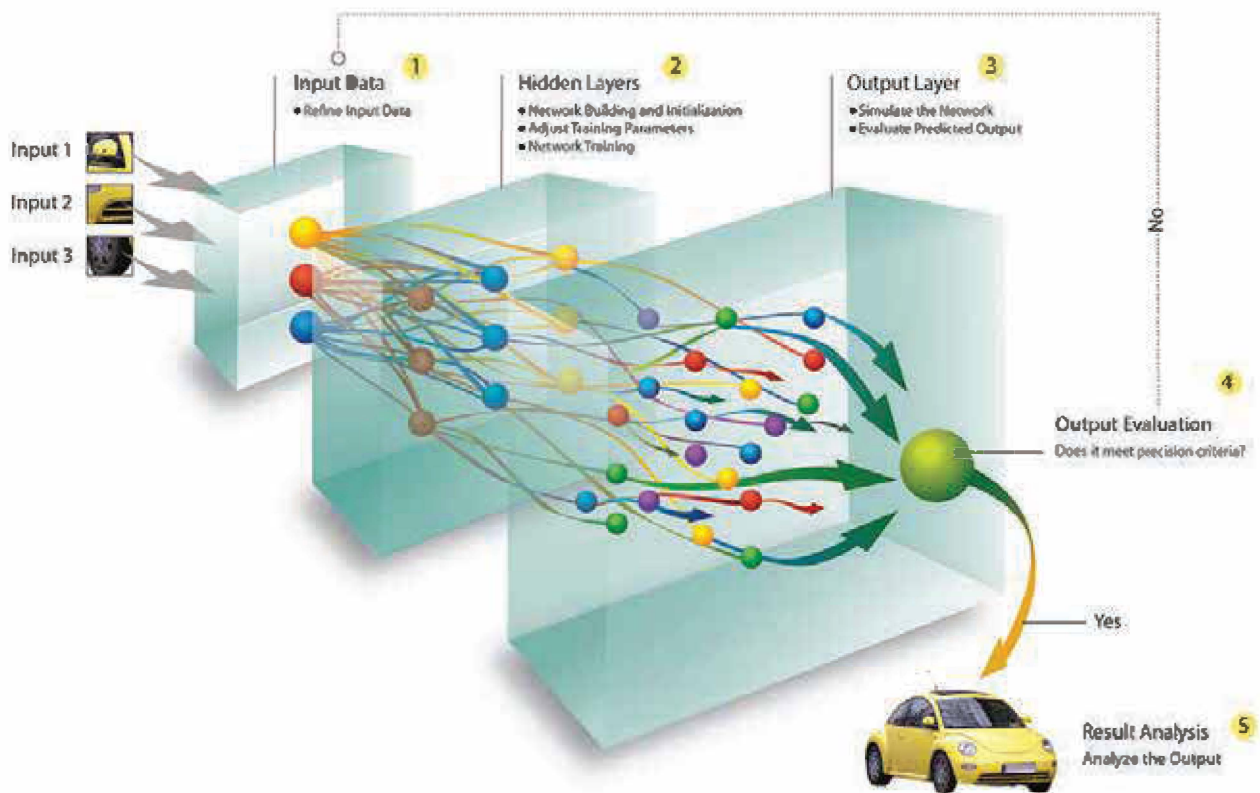 1
Input Data
• Refine Input Data
2
Hidden Layers
• Network Building and Initialization
• Adjust Training Parameters
• Network Training
3
Output Layer
• Simulate the Network
• Evaluate Predicted Output
Input 1
Input 2
Input 3
No
4
Output Evaluation
Does it meet precision criteria?
Yes
5
Result Analysis
Analyze the Output